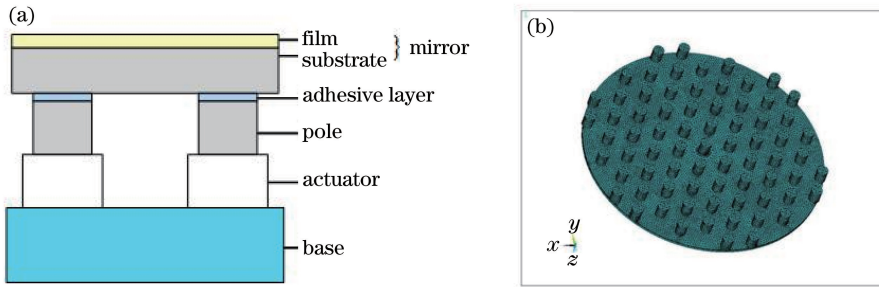 (a)
film
substrate
mirror
adhesive layer
pole
actuator
base
(b)
y
x
z